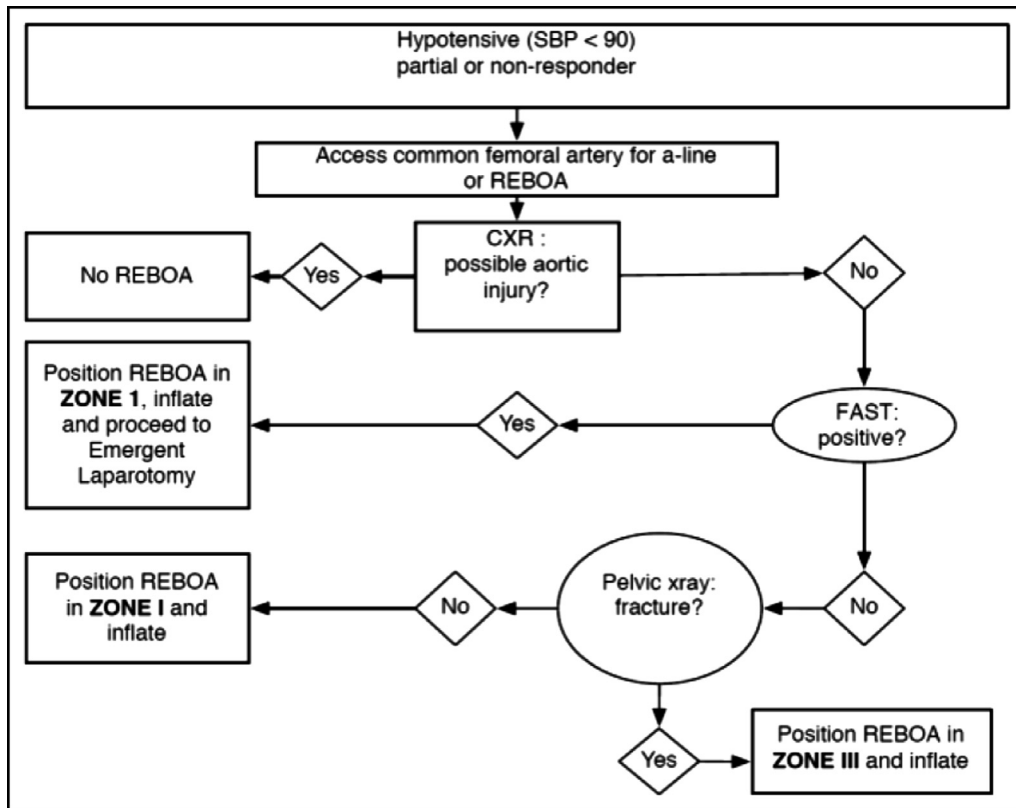 Hypotensive (SBP < 90)
partial or non-responder
Access common femoral artery for a-line
or REBOA
CXR :
possible aortic
injury?
Yes
No REBOA
No
FAST:
positive?
Yes
Position REBOA in
ZONE 1, inflate
and proceed to
Emergent
Laparotomy
No
Pelvic xray:
fracture?
No
Position REBOA
in ZONE I and
inflate
Yes
Position REBOA in
ZONE III and inflate